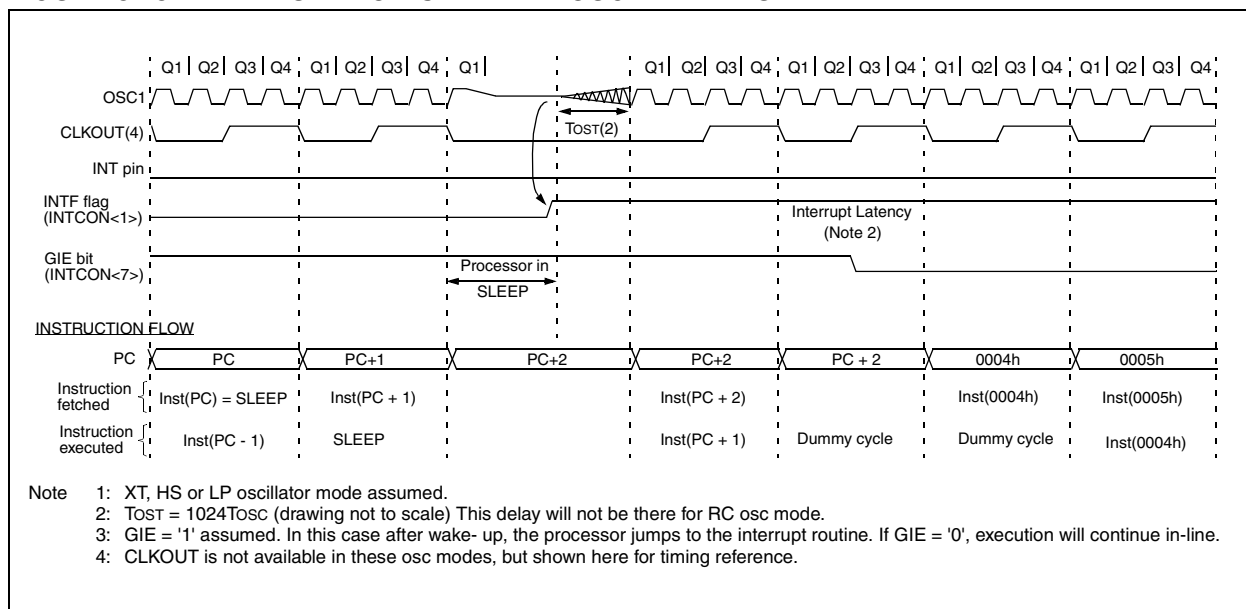 Q1 Q2 Q3 Q4 Q1 Q2 Q3 Q4 Q1 Q1 Q2 Q3 Q4 Q1 Q2 Q3 Q4 Q1 Q2 Q3 Q4 Q1 Q2 Q3 Q4
OSC1
TOST(2)
CLKOUT(4)
INT pin
INTF flag
(INTCON<1>)
Interrupt Latency
(Note 2)
GIE bit
(INTCON<7>)
Processor in
SLEEP
INSTRUCTION FLOW
PC PC PC+1 PC+2 PC+2 PC + 2 0004h 0005h
Instruction
fetched
Inst(PC) = SLEEP Inst(PC + 1) Inst(PC + 2) Inst(0004h) Inst(0005h)
Instruction
executed
Inst(PC - 1) SLEEP Inst(PC + 1) Dummy cycle Dummy cycle Inst(0004h)
Note 1: XT, HS or LP oscillator mode assumed.
2: TOST = 1024TOSC (drawing not to scale) This delay will not be there for RC osc mode.
3: GIE = '1' assumed. In this case after wake- up, the processor jumps to the interrupt routine. If GIE = '0', execution will continue in-line.
4: CLKOUT is not available in these osc modes, but shown here for timing reference.